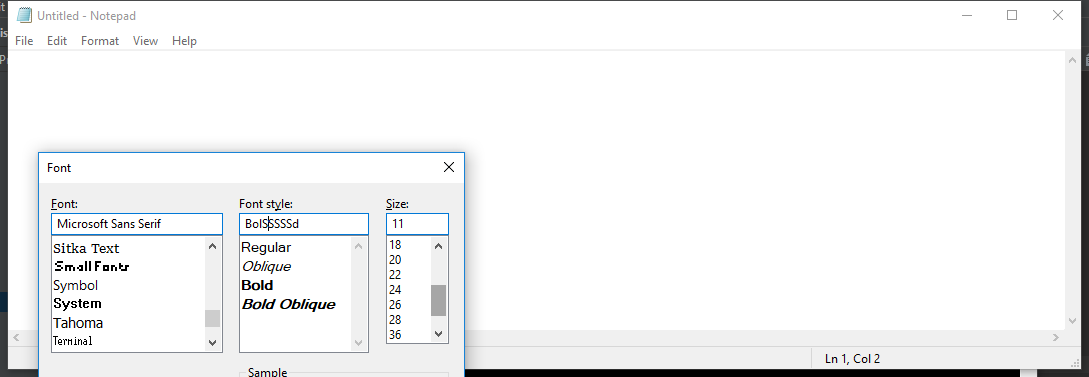 Untitled - Notepad
File Edit Format View Help
Font
Font: Font style: Size:
Microsoft Sans Serif BolSSSSSd 11
Sitka Text
Small Fonts
Symbol
System
Tahoma
Terminal
Regular
Oblique
Bold
Bold Oblique
18
20
22
24
26
28
36
Sample
Ln 1, Col 2